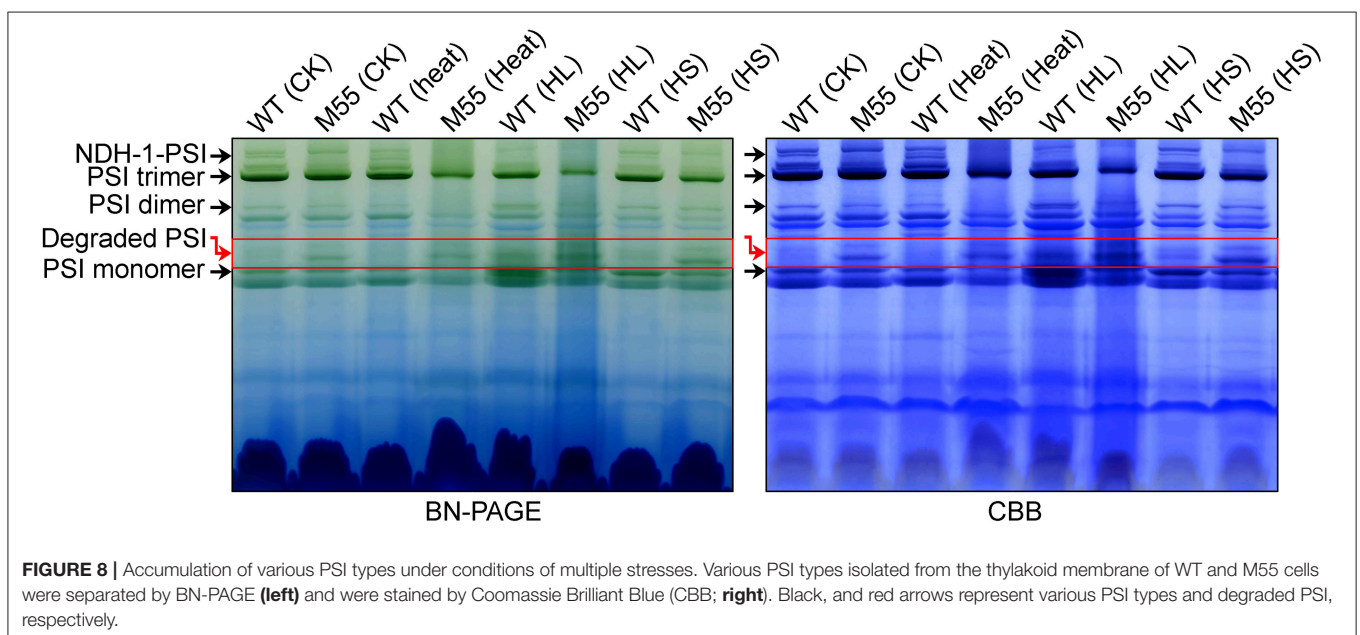 WT (CK) M55 (CK) WT (heat) M55 (Heat) WT (HL) M55 (HL) WT (HS) M55 (HS)
WT (CK) M55 (CK) WT (Heat) M55 (Heat) WT (HL) M55 (HL) WT (HS) M55 (HS)
NDH-1-PSI
PSI trimer
PSI dimer
Degraded PSI
PSI monomer
BN-PAGE
CBB
FIGURE 8 | Accumulation of various PSI types under conditions of multiple stresses. Various PSI types isolated from the thylakoid membrane of WT and M55 cells
were separated by BN-PAGE (left) and were stained by Coomassie Brilliant Blue (CBB; right). Black, and red arrows represent various PSI types and degraded PSI,
respectively.